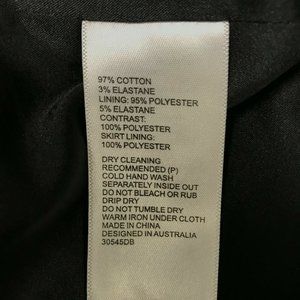 97% COTTON
3% ELASTANE
LINING: 95% POLYESTER
5% ELASTANE
CONTRAST:
100% POLYESTER
SKIRT LINING:
100% POLYESTER
DRY CLEANING
RECOMMENDED (P)
COLD HAND WASH
SEPARATELY INSIDE OUT
DO NOT BLEACH OR RUB
DRIP DRY
DO NOT TUMBLE DRY
WARM IRON UNDER CLOTH
MADE IN CHINA
DESIGNED IN AUSTRALIA
30545DB